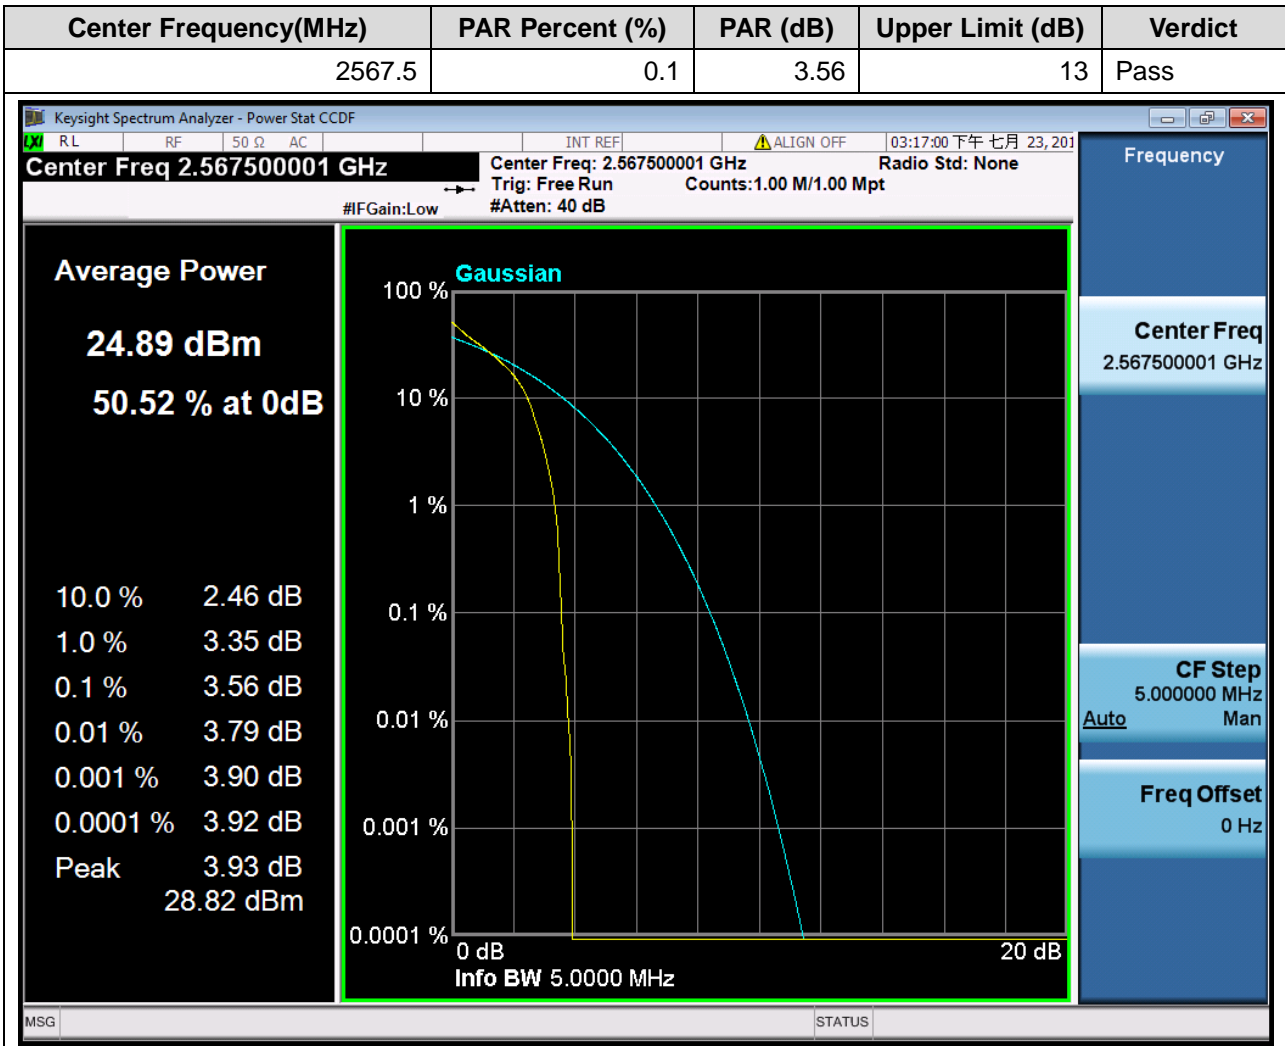 Center Frequency(MHz) PAR Percent (%) PAR (dB) Upper Limit (dB) Verdict
2567.5 0.1 3.56 13 Pass
Keysight Spectrum Analyzer - Power Stat CCDF
LXI RL RF 50 Ω AC INT REF ALIGN OFF 03:17:00 下午 七月 23, 201
Center Freq 2.567500001 GHz
Center Freq: 2.567500001 GHz Radio Std: None
Trig: Free Run Counts:1.00 M/1.00 Mpt
#IFGain:Low #Atten: 40 dB
Average Power
24.89 dBm
50.52 % at 0dB
10.0 % 2.46 dB
1.0 % 3.35 dB
0.1 % 3.56 dB
0.01 % 3.79 dB
0.001 % 3.90 dB
0.0001 % 3.92 dB
Peak 3.93 dB
28.82 dBm
Gaussian
100 %
10 %
1 %
0.1 %
0.01 %
0.001 %
0.0001 %
0 dB 20 dB
Info BW 5.0000 MHz
Frequency
Center Freq
2.567500001 GHz
CF Step
5.000000 MHz
Auto Man
Freq Offset
0 Hz
MSG STATUS